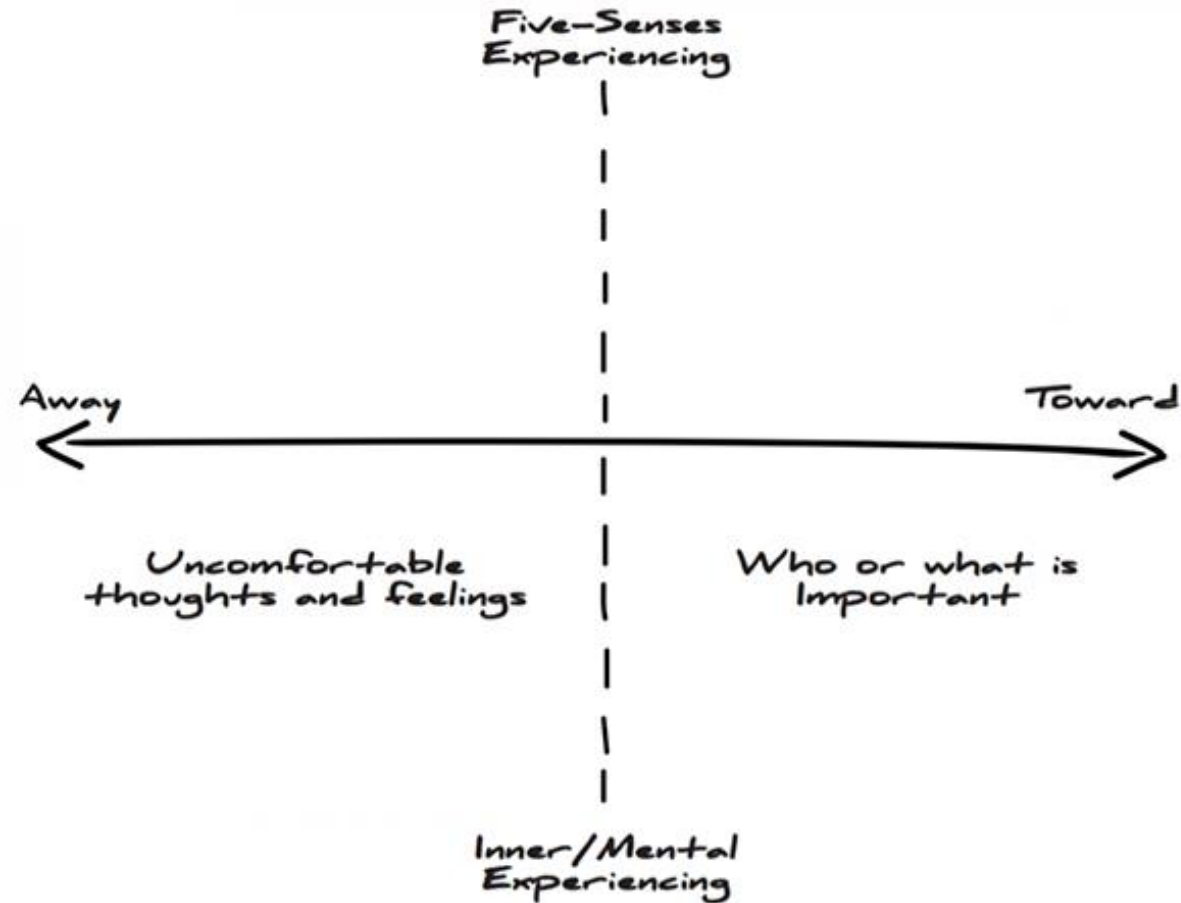 Five-Senses
Experiencing
Away
Toward
Uncomfortable
thoughts and feelings
Who or what is
Important
Inner/Mental
Experiencing